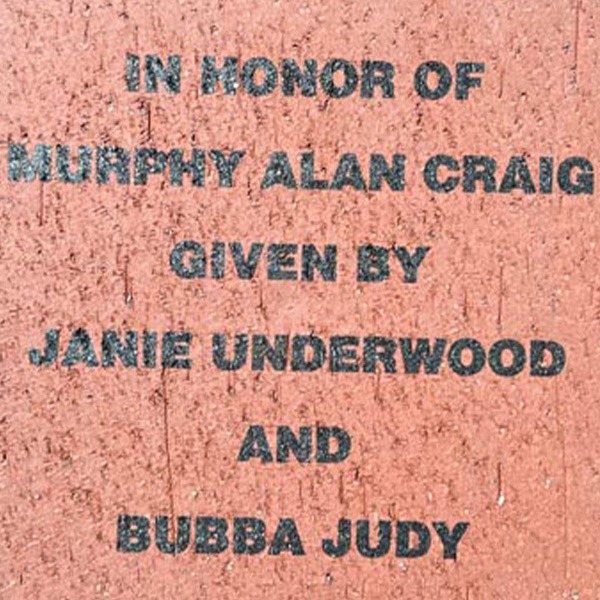 IN HONOR OF
MURPHY ALAN CRAIG
GIVEN BY
JANIE UNDERWOOD
AND
BUBBA JUDY